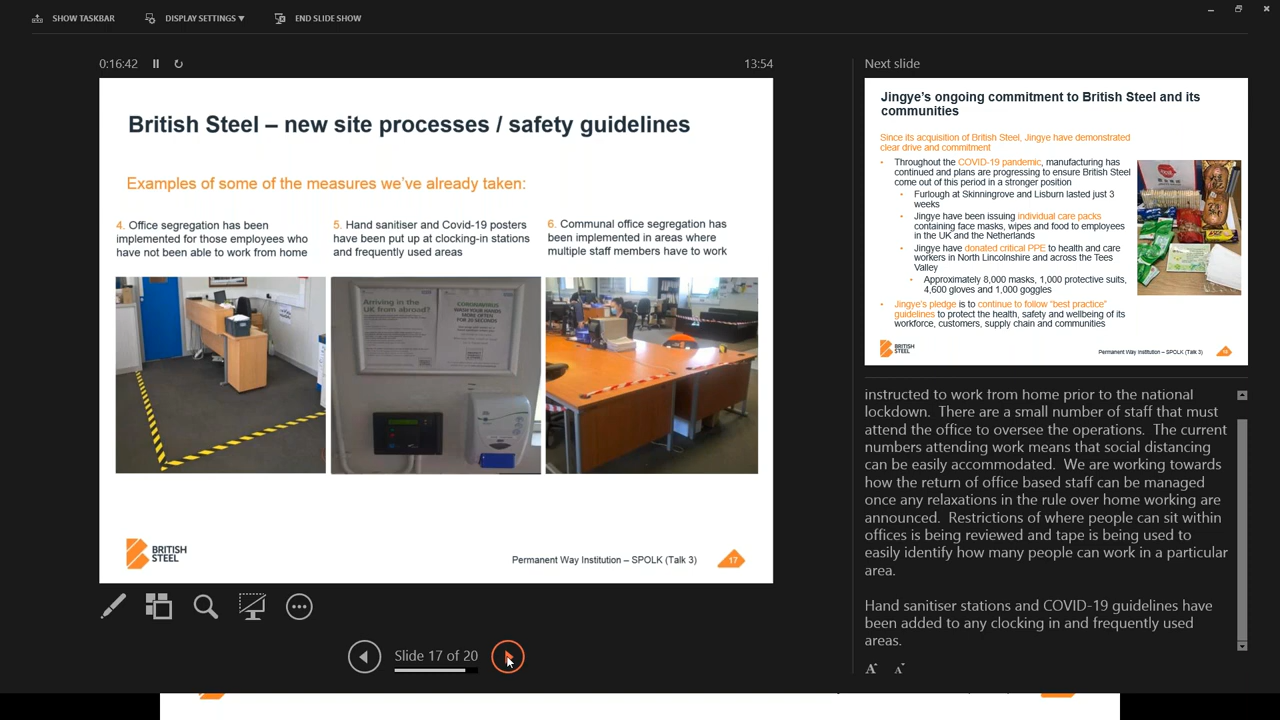 SHOW TASKBAR
DISPLAY SETTINGS ▾
END SLIDE SHOW
0:16:42
13:54
British Steel – new site processes / safety guidelines
Examples of some of the measures we've already taken:
4. Office segregation has been
implemented for those employees who
have not been able to work from home
5. Hand sanitiser and Covid-19 posters
have been put up at clocking-in stations
and frequently used areas
6. Communal office segregation has
been implemented in areas where
multiple staff members have to work
Arriving in the
UK from abroad?
CORONAVIRUS
WASH YOUR HANDS
MORE OFTEN
FOR 20 SECONDS
BRITISH
STEEL
Permanent Way Institution – SPOLK (Talk 3)
17
Slide 17 of 20
Next slide
Jingye's ongoing commitment to British Steel and its
communities
Since its acquisition of British Steel, Jingye have demonstrated
clear drive and commitment
• Throughout the COVID-19 pandemic, manufacturing has
continued and plans are progressing to ensure British Steel
come out of this period in a stronger position
• Furlough at Skinningrove and Lisburn lasted just 3
weeks
• Jingye have been issuing individual care packs
containing face masks, wipes and food to employees
in the UK and the Netherlands
• Jingye have donated critical PPE to health and care
workers in North Lincolnshire and across the Tees
Valley
• Approximately 8,000 masks, 1,000 protective suits,
4,600 gloves and 1,000 goggles
• Jingye's pledge is to continue to follow "best practice"
guidelines to protect the health, safety and wellbeing of its
workforce, customers, supply chain and communities
BRITISH
STEEL
Permanent Way Institution – SPOLK (Talk 3)
instructed to work from home prior to the national
lockdown. There are a small number of staff that must
attend the office to oversee the operations. The current
numbers attending work means that social distancing
can be easily accommodated. We are working towards
how the return of office based staff can be managed
once any relaxations in the rule over home working are
announced. Restrictions of where people can sit within
offices is being reviewed and tape is being used to
easily identify how many people can work in a particular
area.
Hand sanitiser stations and COVID-19 guidelines have
been added to any clocking in and frequently used
areas.
A A